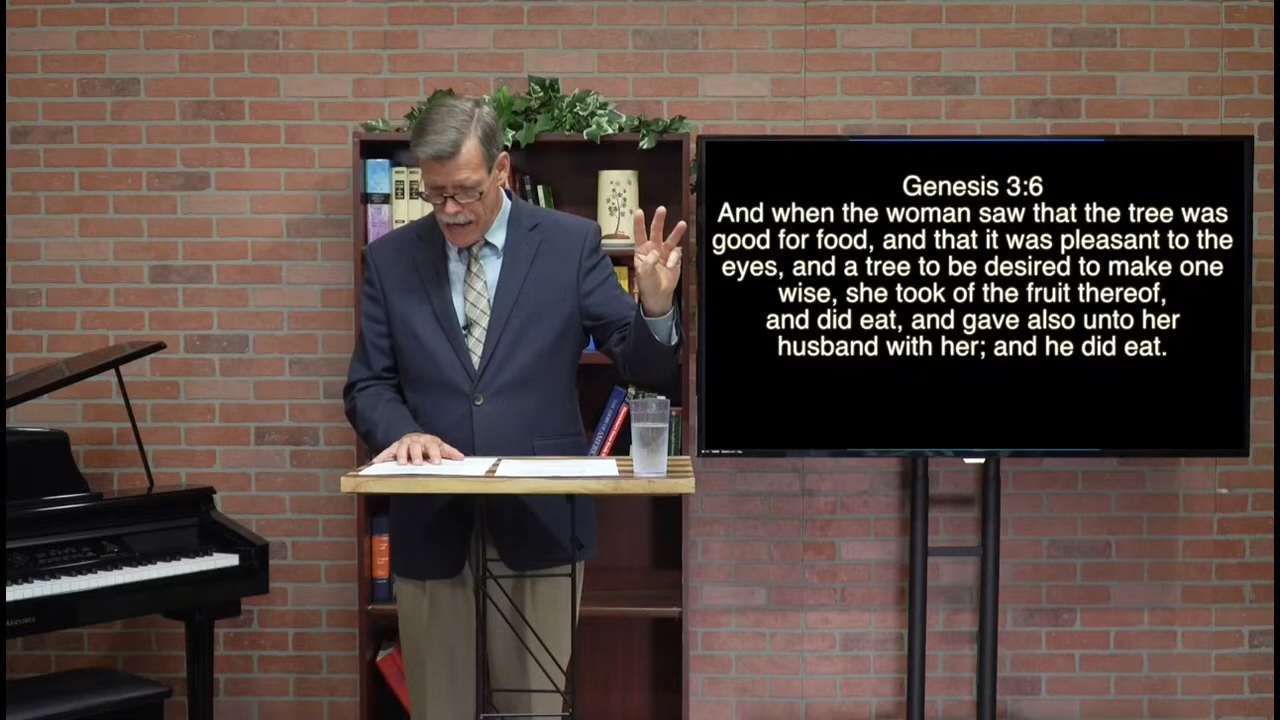 Genesis 3:6
And when the woman saw that the tree was
good for food, and that it was pleasant to the
eyes, and a tree to be desired to make one
wise, she took of the fruit thereof,
and did eat, and gave also unto her
husband with her; and he did eat.